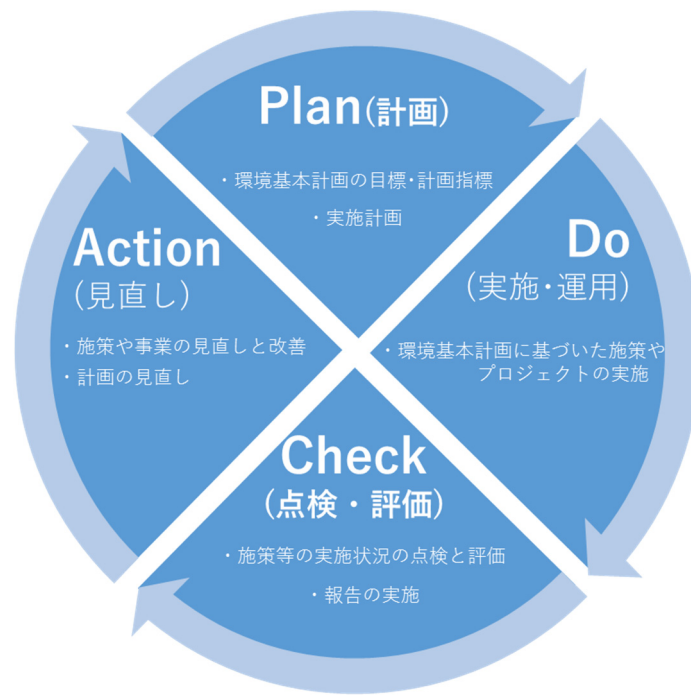 Plan(計画)
・環境基本計画の目標・計画指標
・実施計画
Do
(実施・運用)
・環境基本計画に基づいた施策や
プロジェクトの実施
Check
(点検・評価)
・施策等の実施状況の点検と評価
・報告の実施
Action
(見直し)
・施策や事業の見直しと改善
・計画の見直し